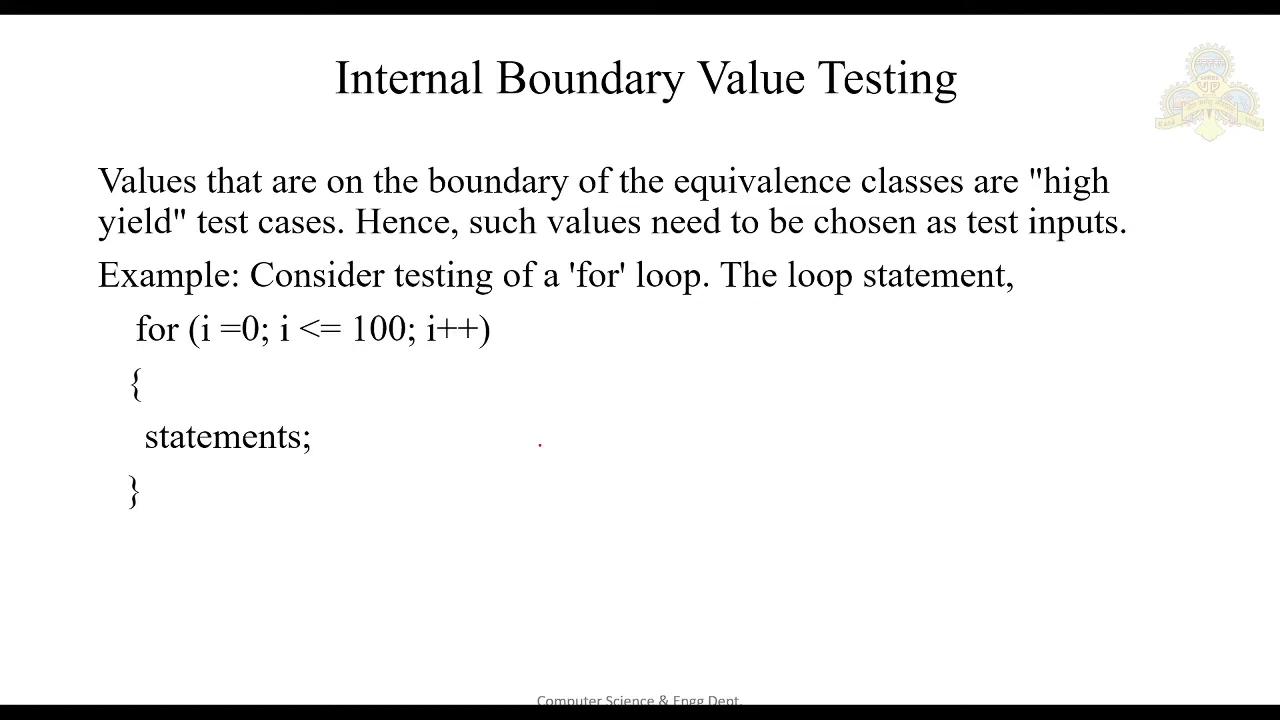 Internal Boundary Value Testing
Values that are on the boundary of the equivalence classes are "high
yield" test cases. Hence, such values need to be chosen as test inputs.
Example: Consider testing of a 'for' loop. The loop statement,
for (i =0; i <= 100; i++)
{
statements;
}
Computer Science & Engg Dept.